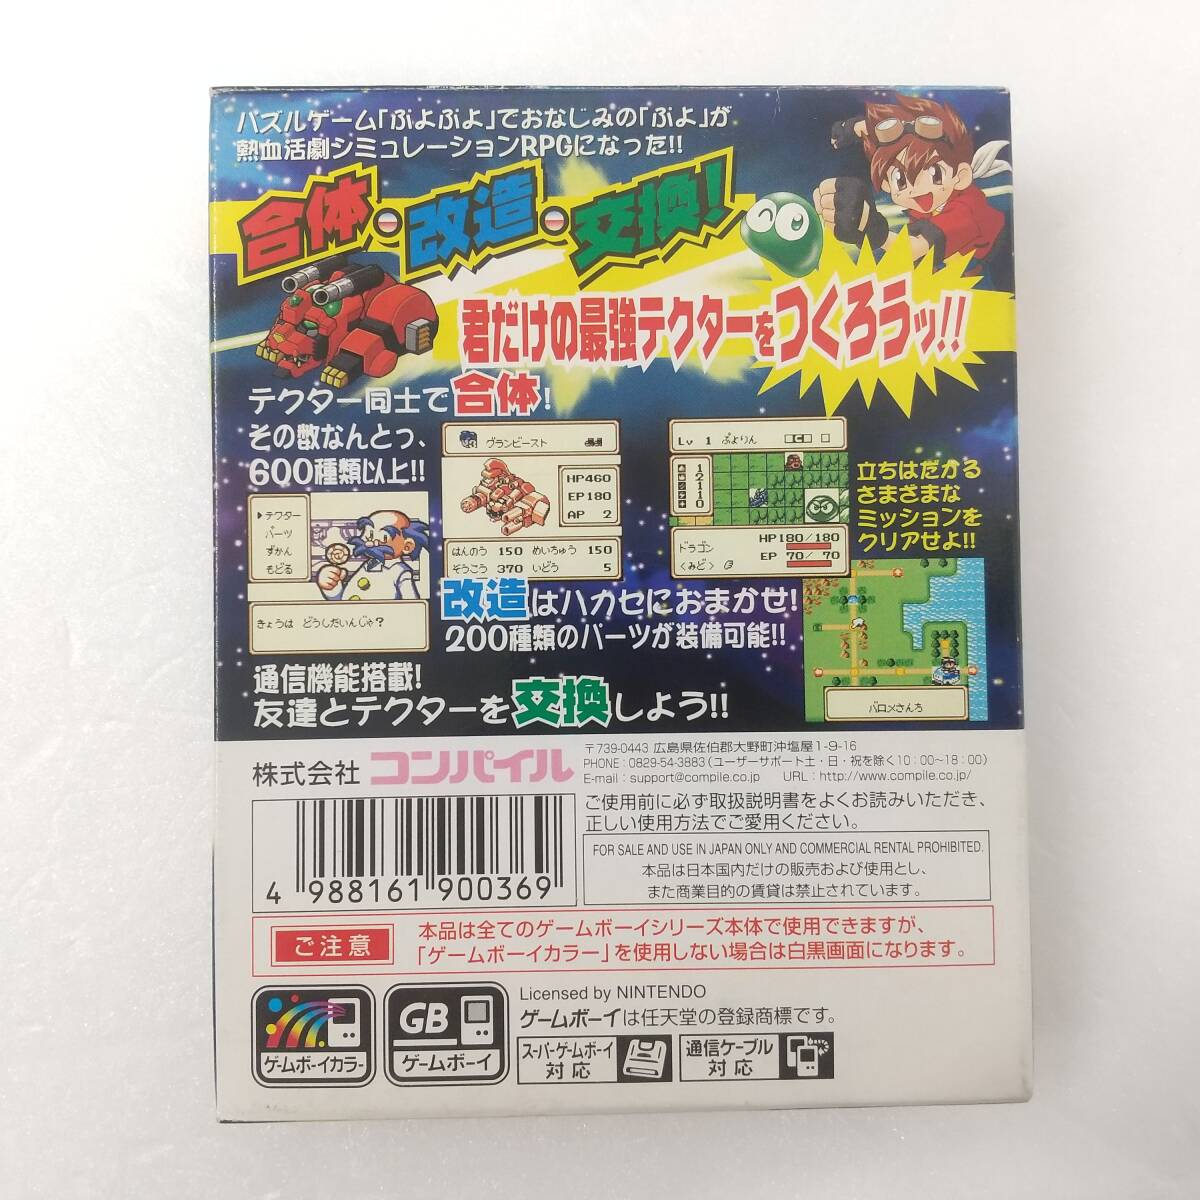 パズルゲーム「ぷよぷよ」でおなじみの「ぷよ」が
熱血活劇シミュレーションRPGになった!!
合体・改造・交換!
君だけの最強テクターをつくろうッ!!
テクター同士で合体!
その数なんとっ、
600種類以上!!
グランビースト
HP460
EP180
AP 2
はんのう 150 めいちゅう 150
そうこう 370 いどう 5
Lv 1 ぷよりん
1
2
1
1
0
ドラゴン HP180/180
くみど> EP 70/ 70
立ちはだかる
さまざまな
ミッションを
クリアせよ!!
▶テクター
パーツ
ずかん
もどる
きょうは どうしたいんじゃ?
改造はハカセにおまかせ!
200種類のパーツが装備可能!!
バロメさんち
通信機能搭載!
友達とテクターを交換しよう!!
株式会社 コンパイル
〒739-0443 広島県佐伯郡大野町沖塩屋1-9-16
PHONE : 0829-54-3883(ユーザーサポート土・日・祝を除く10:00~18:00)
E-mail : support@compile.co.jp URL : http://www.compile.co.jp/
4 988161 900369
ご使用前に必ず取扱説明書をよくお読みいただき、
正しい使用方法でご愛用ください。
FOR SALE AND USE IN JAPAN ONLY AND COMMERCIAL RENTAL PROHIBITED.
本品は日本国内だけの販売および使用とし、
また商業目的の賃貸は禁止されています。
ご注意
本品は全てのゲームボーイシリーズ本体で使用できますが、
「ゲームボーイカラー」を使用しない場合は白黒画面になります。
ゲームボーイカラー
GB
ゲームボーイ
Licensed by NINTENDO
ゲームボーイは任天堂の登録商標です。
スーパーゲームボーイ
対応
通信ケーブル
対応